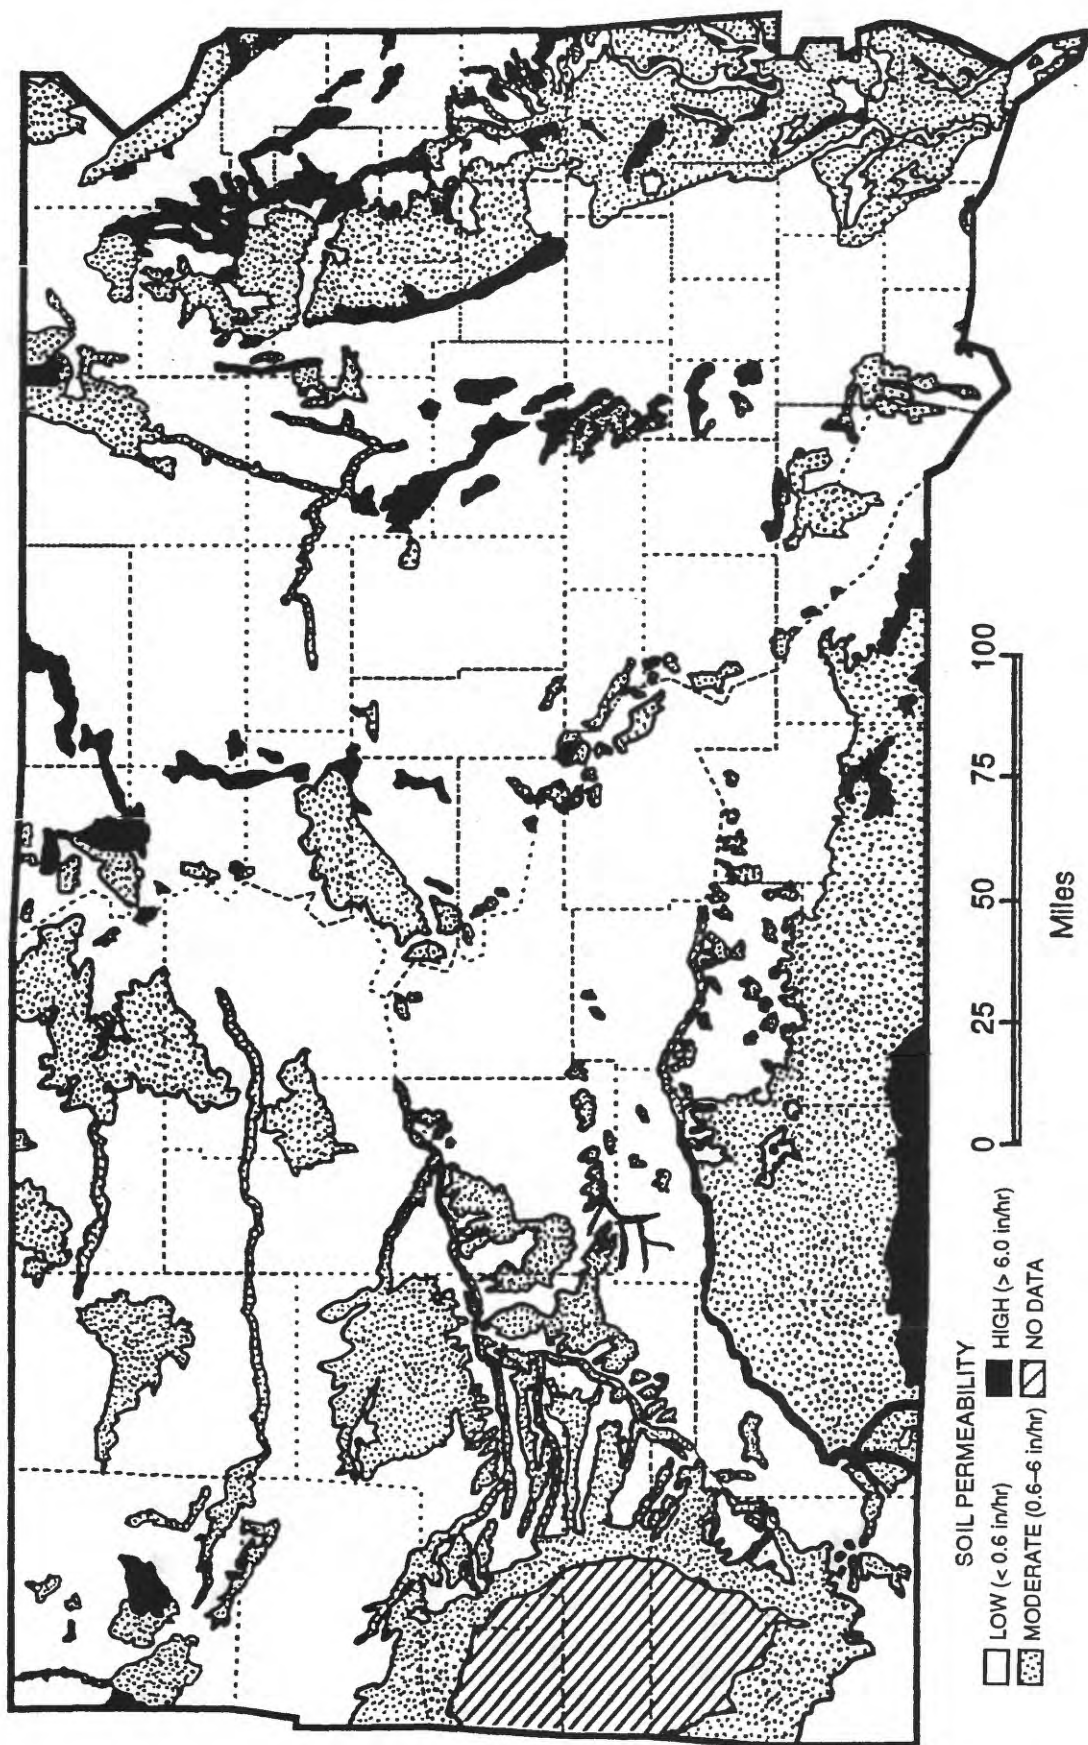 SOIL PERMEABILITY
LOW (< 0.6 in/hr)
HIGH (> 6.0 in/hr)
MODERATE (0.6–6 in/hr)
NO DATA
0 25 50 75 100
Miles